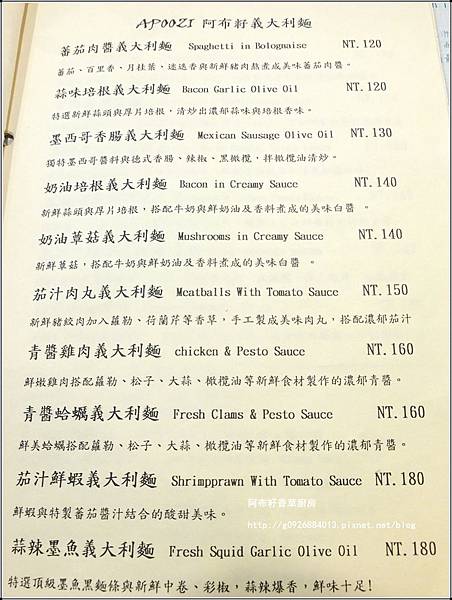 APOOZI 阿布籽義大利麵
蕃茄肉醬義大利麵 Spaghetti in Bolognaise NT.120
蕃茄、百里香、月桂葉，迷迭香與新鮮豬肉熬煮成美味蕃茄肉醬。
蒜味培根義大利麵 Bacon Garlic Olive Oil NT.120
特選新鮮蒜頭與厚片培根，清炒出濃郁蒜味與培根香味。
墨西哥香腸義大利麵 Mexican Sausage Olive Oil NT.130
獨特墨西哥醬料與德式香腸、辣椒、黑橄欖，拌橄欖油清炒。
奶油培根義大利麵 Bacon in Creamy Sauce NT.140
新鮮蒜頭與厚片培根，搭配牛奶與鮮奶油及香料煮成的美味白醬 。
奶油蕈菇義大利麵 Mushrooms in Creamy Sauce NT.140
新鮮蕈菇，搭配牛奶與鮮奶油及香料煮成的美味白醬 。
茄汁肉丸義大利麵 Meatballs With Tomato Sauce NT.150
新鮮豬絞肉加入羅勒、荷蘭芹等香草，手工製成美味肉丸，搭配濃郁茄汁
青醬雞肉義大利麵 chicken & Pesto Sauce NT.160
鮮嫩雞肉搭配蘿勒、松子、大蒜、橄欖油等新鮮食材製作的濃郁青醬。
青醬蛤蠣義大利麵 Fresh Clams & Pesto Sauce NT.160
鮮美蛤蠣搭配蘿勒、松子、大蒜、橄欖油等新鮮食材製作的濃郁青醬。
茄汁鮮蝦義大利麵 Shrimpprawn With Tomato Sauce NT.180
鮮蝦與特製蕃茄醬汁結合的酸甜美味。
阿布籽香草廚房
http://g0926884013.pixnet.net/blog
蒜辣墨魚義大利麵 Fresh Squid Garlic Olive Oil NT.180
特選頂級墨魚黑麵條與新鮮中卷、彩椒，蒜辣爆香，鮮味十足!